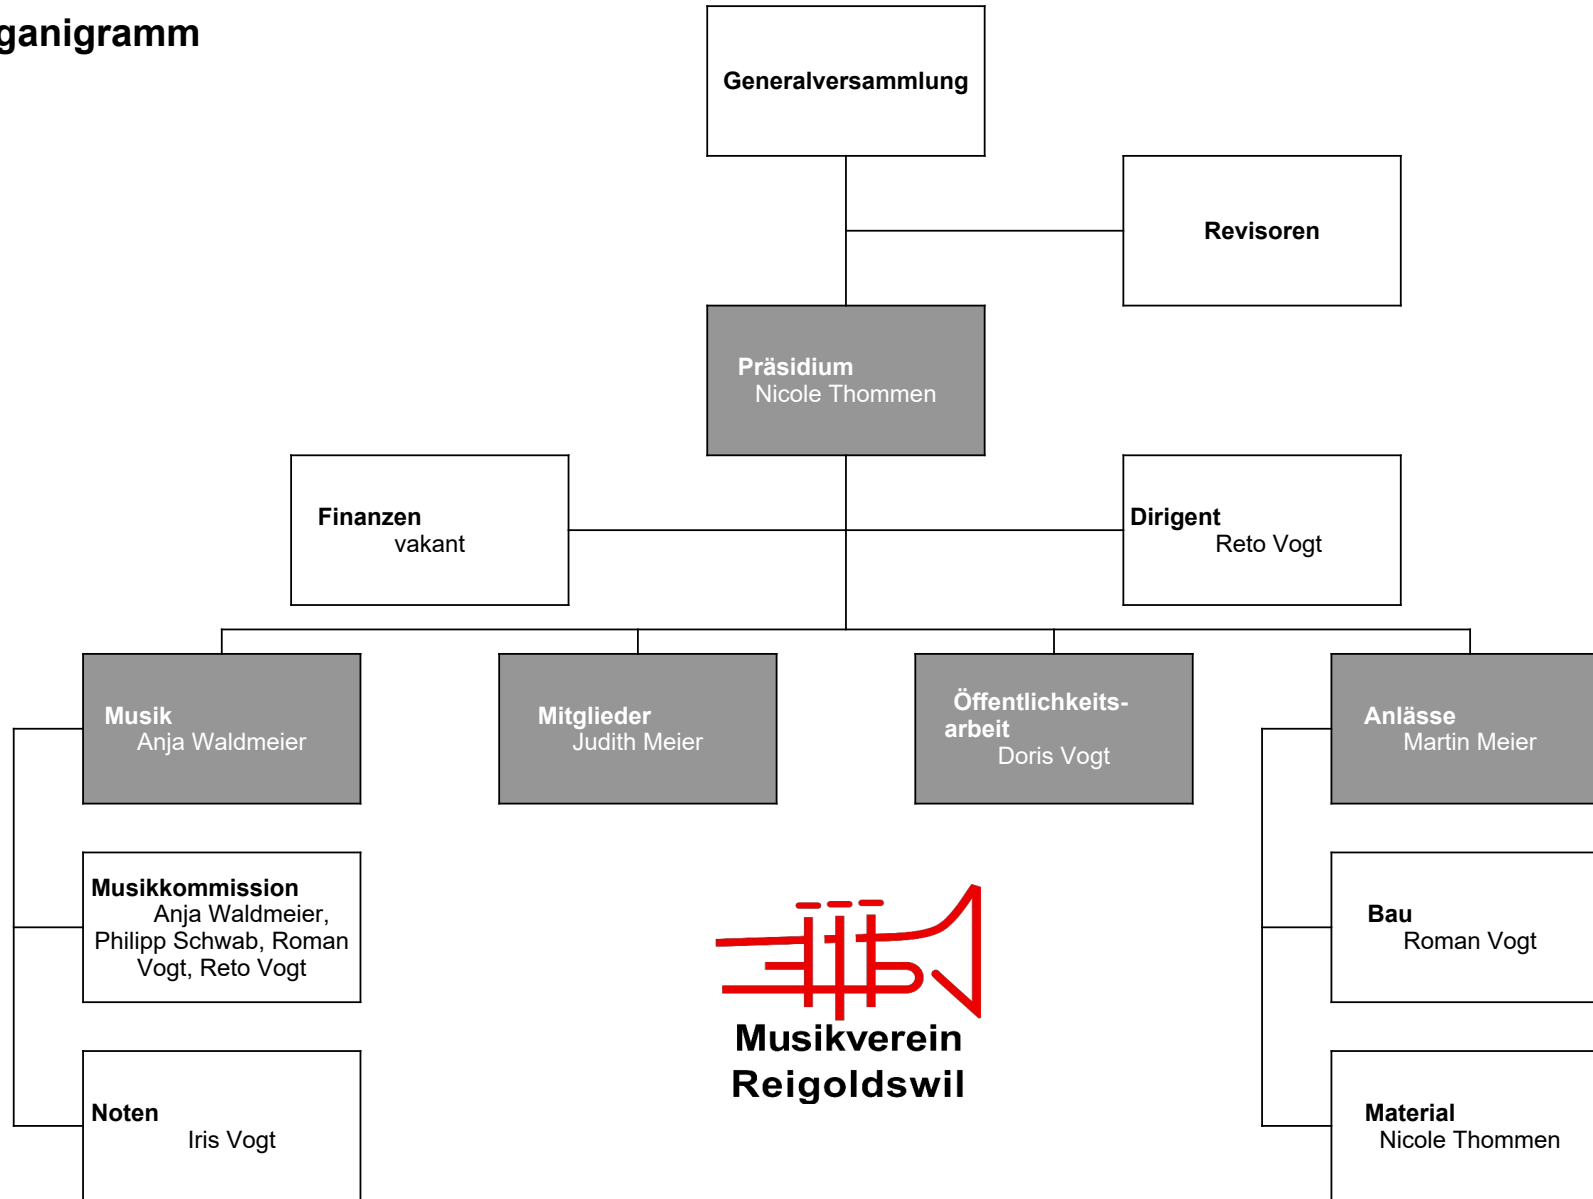 ganigramm
Generalversammlung
Revisoren
Präsidium
Nicole Thommen
Finanzen
vakant
Dirigent
Reto Vogt
Musik
Anja Waldmeier
Mitglieder
Judith Meier
Öffentlichkeits-
arbeit
Doris Vogt
Anlässe
Martin Meier
Musikkommission
Anja Waldmeier,
Philipp Schwab, Roman
Vogt, Reto Vogt
Bau
Roman Vogt
Musikverein
Reigoldswil
Noten
Iris Vogt
Material
Nicole Thommen